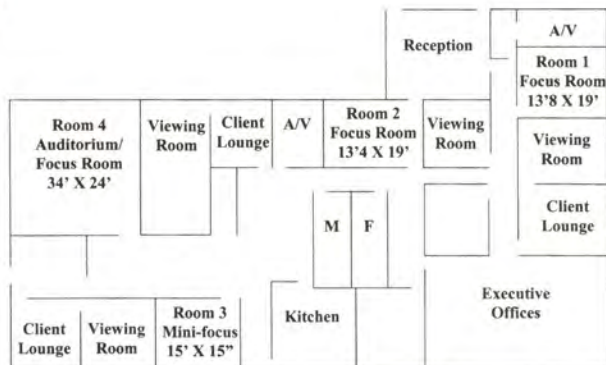 Reception
A/V
Room 1
Focus Room
13'8 X 19'
Room 4
Auditorium/
Focus Room
34' X 24'
Viewing
Room
Client
Lounge
A/V
Room 2
Focus Room
13'4 X 19'
Viewing
Room
Viewing
Room
Client
Lounge
M
F
Client
Lounge
Viewing
Room
Room 3
Mini-focus
15' X 15"
Kitchen
Executive
Offices